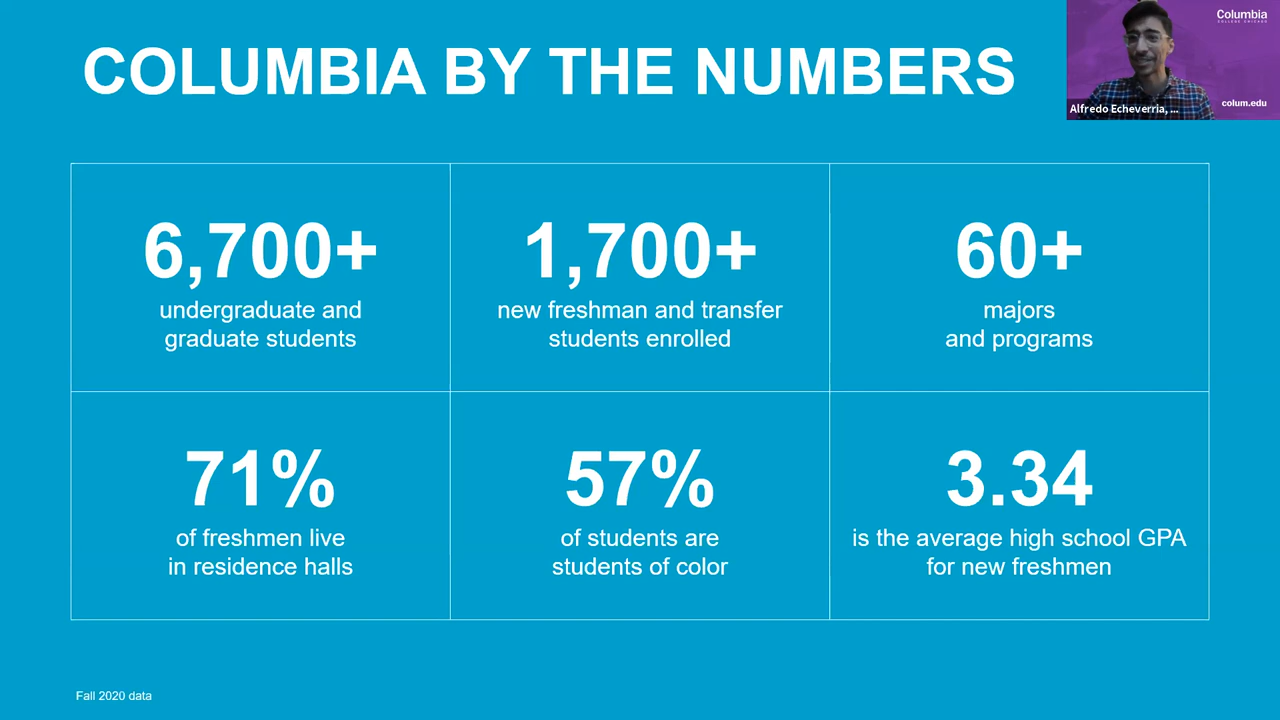 COLUMBIA BY THE NUMBERS
Columbia
COLLEGE CHICAGO
colum.edu
Alfredo Echeverria, ...
6,700+
undergraduate and
graduate students
1,700+
new freshman and transfer
students enrolled
60+
majors
and programs
71%
of freshmen live
in residence halls
57%
of students are
students of color
3.34
is the average high school GPA
for new freshmen
Fall 2020 data